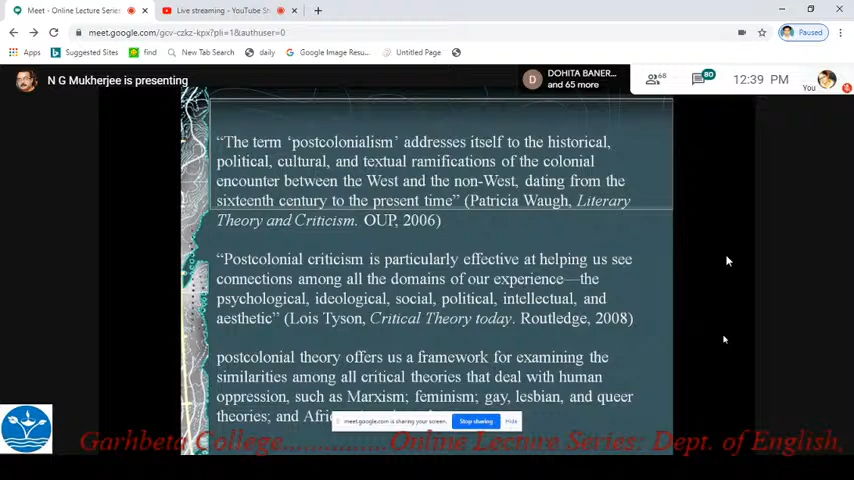 Meet - Online Lecture Series
Live streaming - YouTube St
meet.google.com/gcv-czkz-kpx?pli=1&authuser=0
Paused
Apps
Suggested Sites
find
New Tab Search
daily
Google Image Resu...
Untitled Page
N G Mukherjee is presenting
DOHITA BANER...
and 65 more
68
80
12:39 PM
You
D
“The term ‘postcolonialism’ addresses itself to the historical,
political, cultural, and textual ramifications of the colonial
encounter between the West and the non-West, dating from the
sixteenth century to the present time” (Patricia Waugh, Literary
Theory and Criticism. OUP, 2006)
“Postcolonial criticism is particularly effective at helping us see
connections among all the domains of our experience—the
psychological, ideological, social, political, intellectual, and
aesthetic” (Lois Tyson, Critical Theory today. Routledge, 2008)
postcolonial theory offers us a framework for examining the
similarities among all critical theories that deal with human
oppression, such as Marxism; feminism; gay, lesbian, and queer
theories; and Afri
meet.google.com is sharing your screen.
Stop sharing
Hide
Garhbeta College...............Online Lecture Series: Dept. of English,